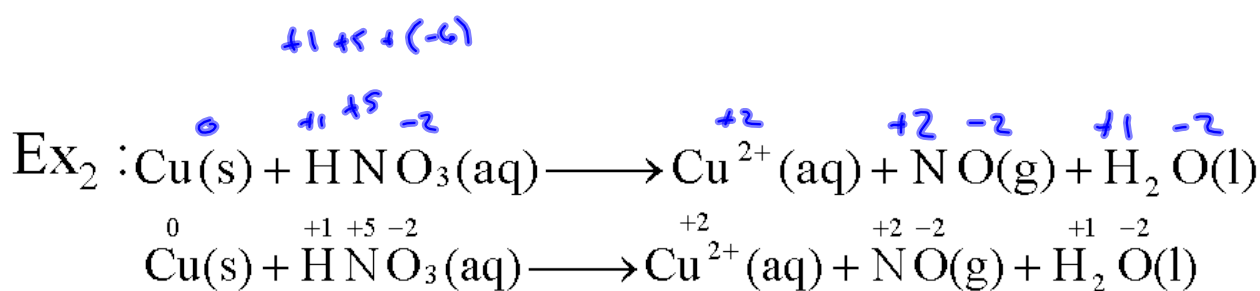 +1 +5 +(-6)
0 +1 +5 -2 +2 +2 -2 +1 -2
Ex₂ : Cu(s) + HNO₃(aq) ⟶ Cu²⁺(aq) + NO(g) + H₂O(l)
0 +1 +5 −2 +2 +2 −2 +1 −2
Cu(s) + HNO₃(aq) ⟶ Cu²⁺(aq) + NO(g) + H₂O(l)